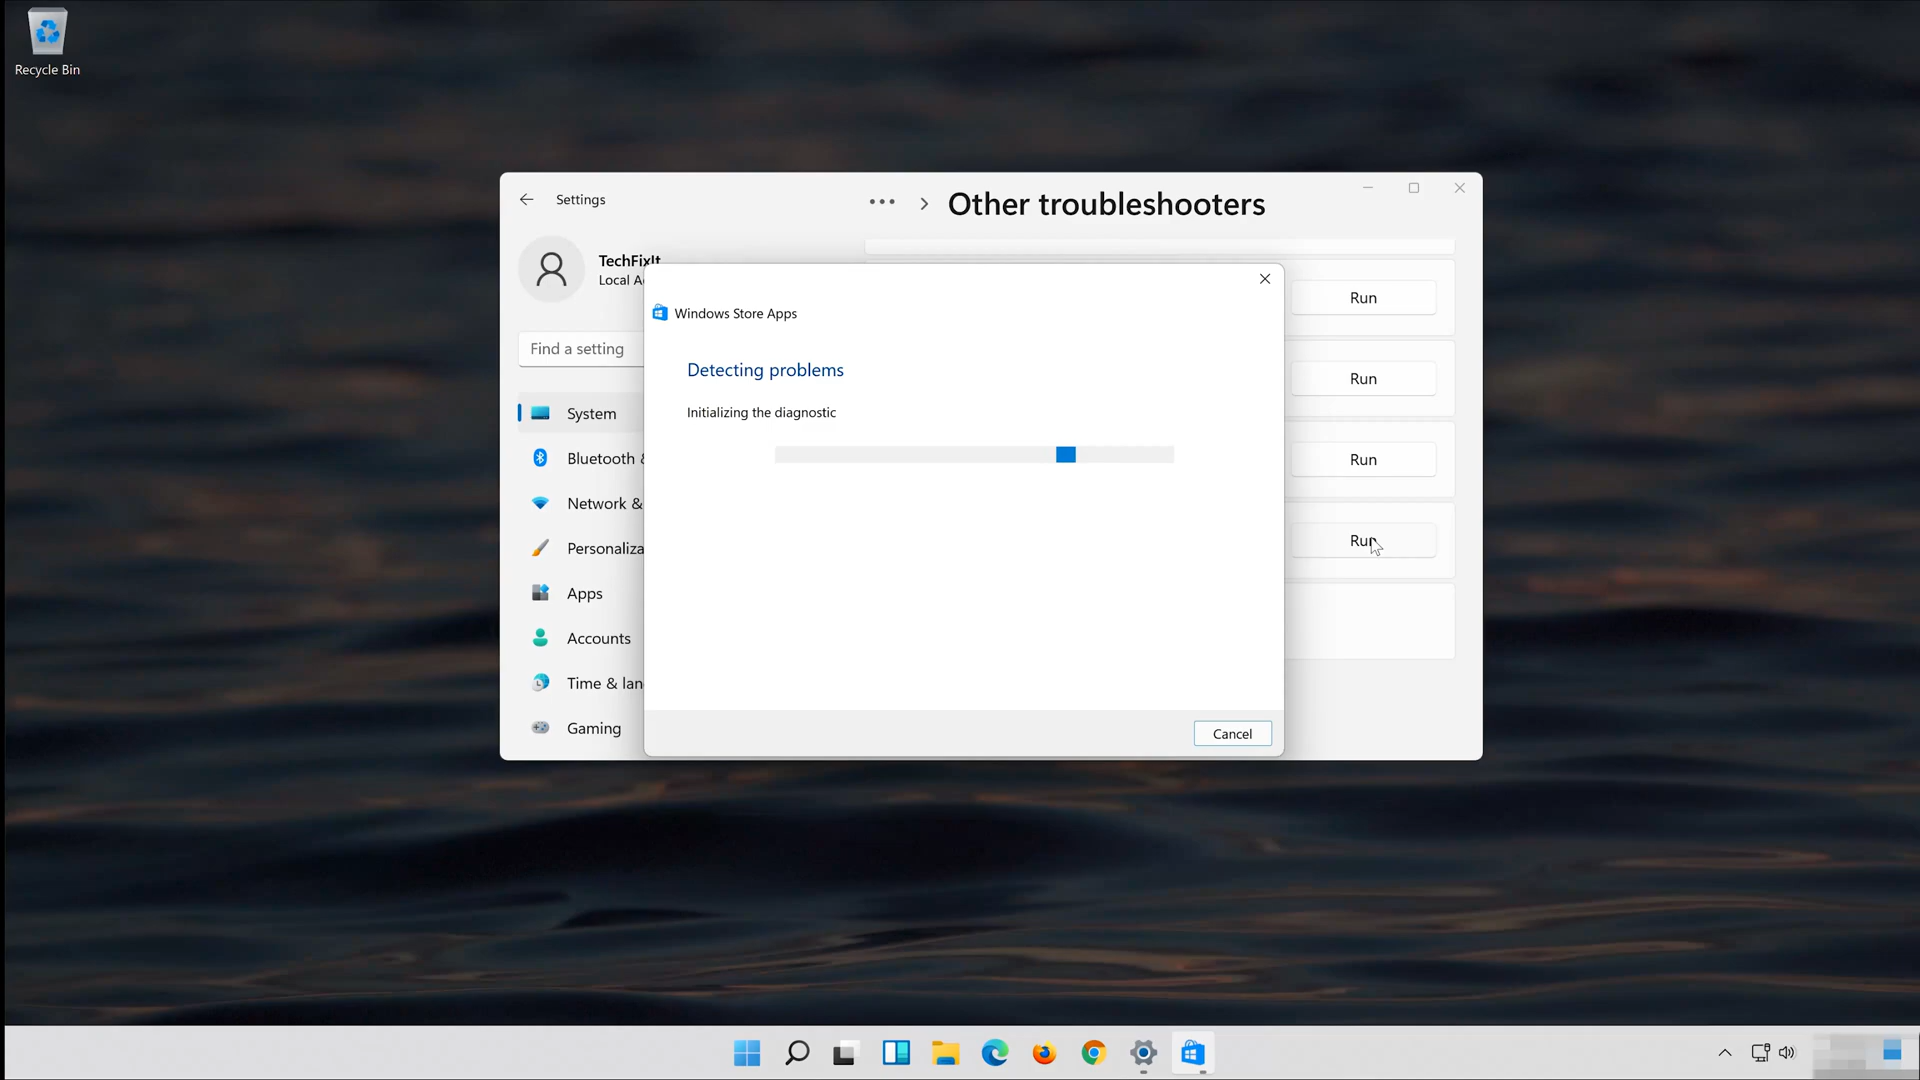 Recycle Bin
Settings
Other troubleshooters
TechFixIt
Local A
Find a setting
System
Bluetooth &
Network &
Personaliza
Apps
Accounts
Time & lan
Gaming
Windows Store Apps
Detecting problems
Initializing the diagnostic
Cancel
Run
Run
Run
Run